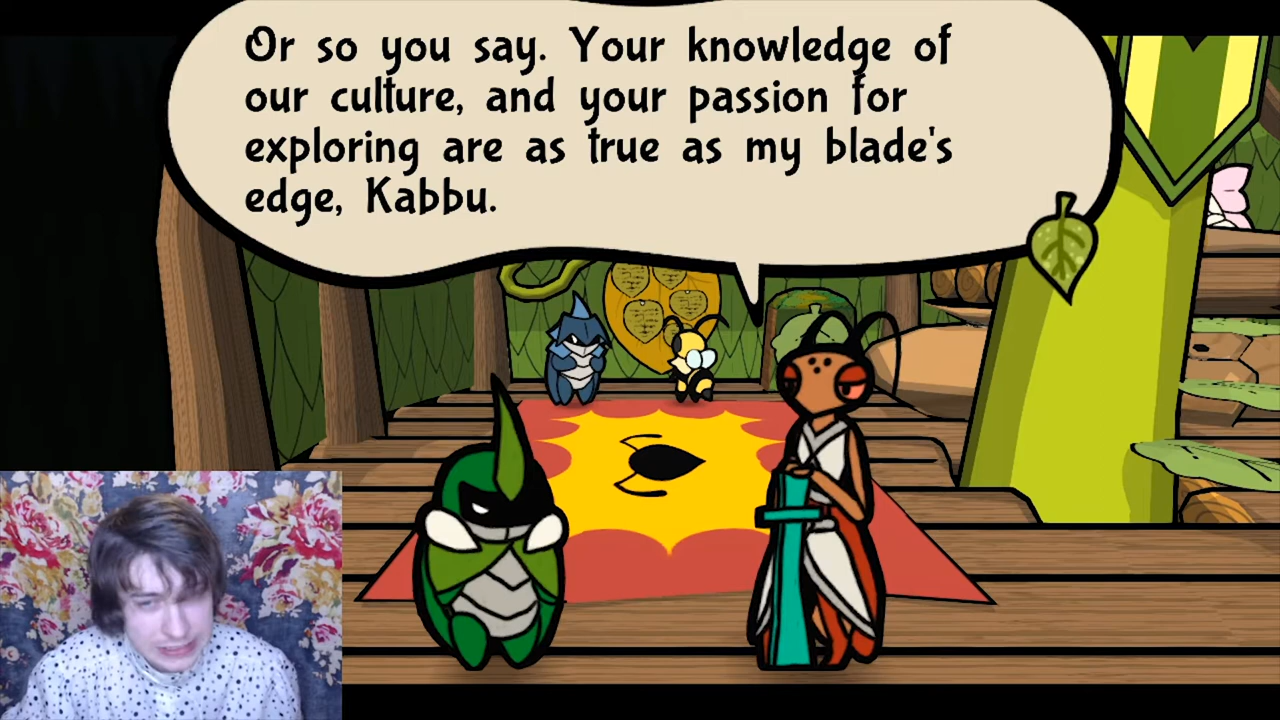 Or so you say. Your knowledge of
our culture, and your passion for
exploring are as true as my blade's
edge, Kabbu.